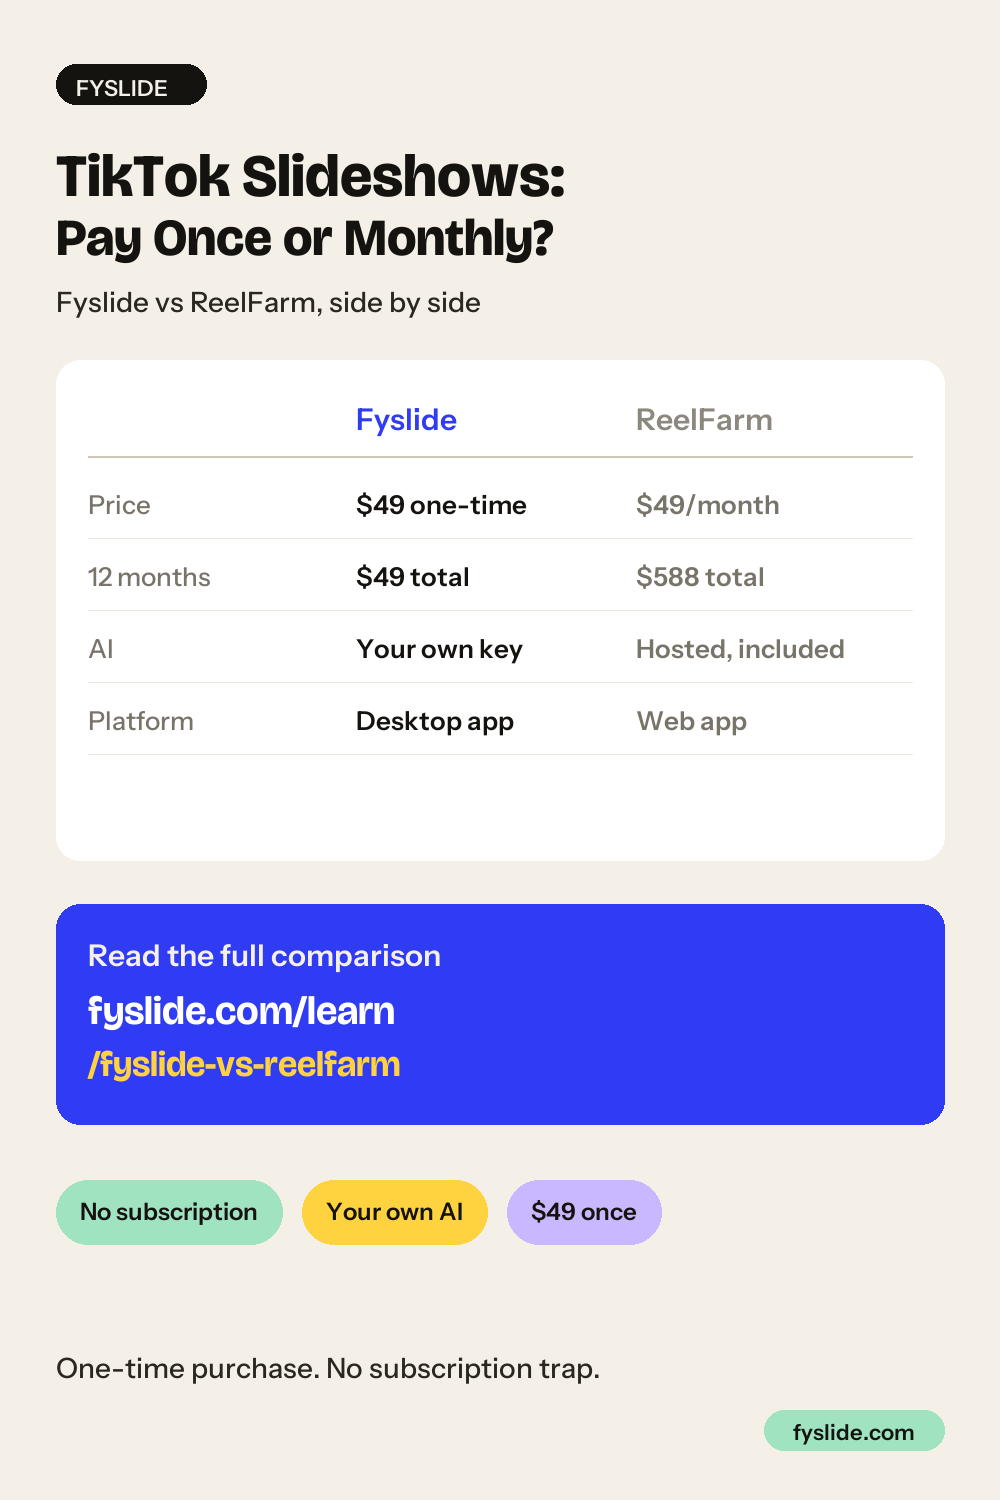 FYSLIDE
TikTok Slideshows:
Pay Once or Monthly?
Fyslide vs ReelFarm, side by side
Fyslide ReelFarm
Price $49 one-time $49/month
12 months $49 total $588 total
AI Your own key Hosted, included
Platform Desktop app Web app
Read the full comparison
fyslide.com/learn
/fyslide-vs-reelfarm
No subscription Your own AI $49 once
One-time purchase. No subscription trap.
fyslide.com